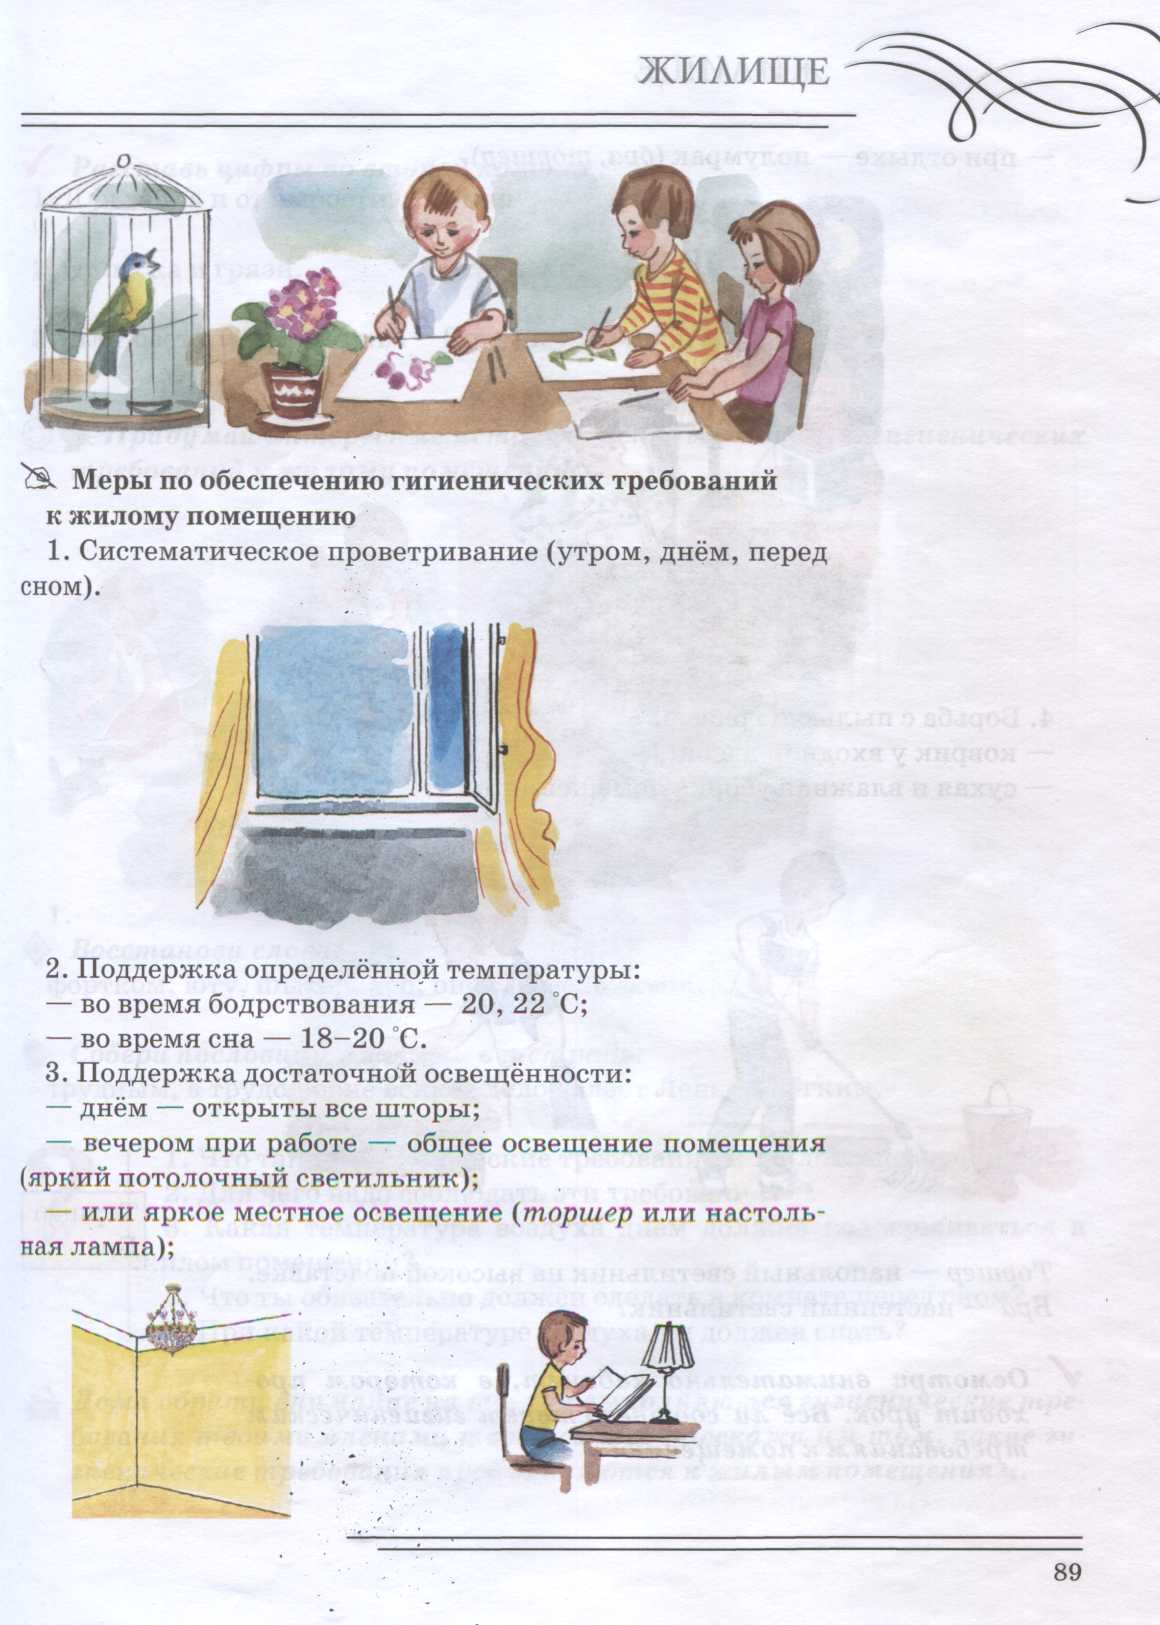 ЖИЛИЩЕ
Меры по обеспечению гигиенических требований
к жилому помещению
1. Систематическое проветривание (утром, днём, перед
сном).
2. Поддержка определённой температуры:
— во время бодрствования — 20, 22 °С;
— во время сна — 18–20 °С.
3. Поддержка достаточной освещённости:
— днём — открыты все шторы;
— вечером при работе — общее освещение помещения
(яркий потолочный светильник);
— или яркое местное освещение (торшер или настоль-
ная лампа);
89